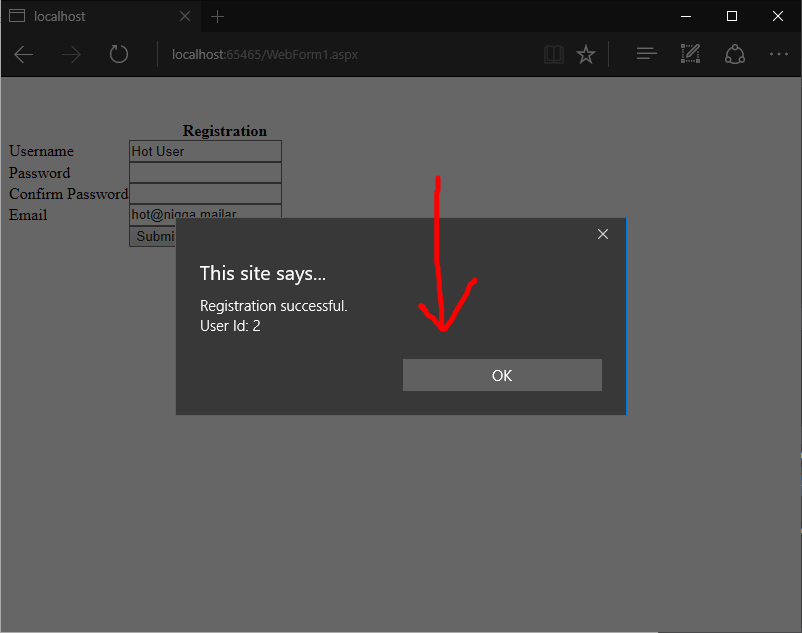 localhost
localhost:65465/WebForm1.aspx
Registration
Username Hot User
Password
Confirm Password
Email hot@nigga.mailar
Submi
This site says...
Registration successful.
User Id: 2
OK